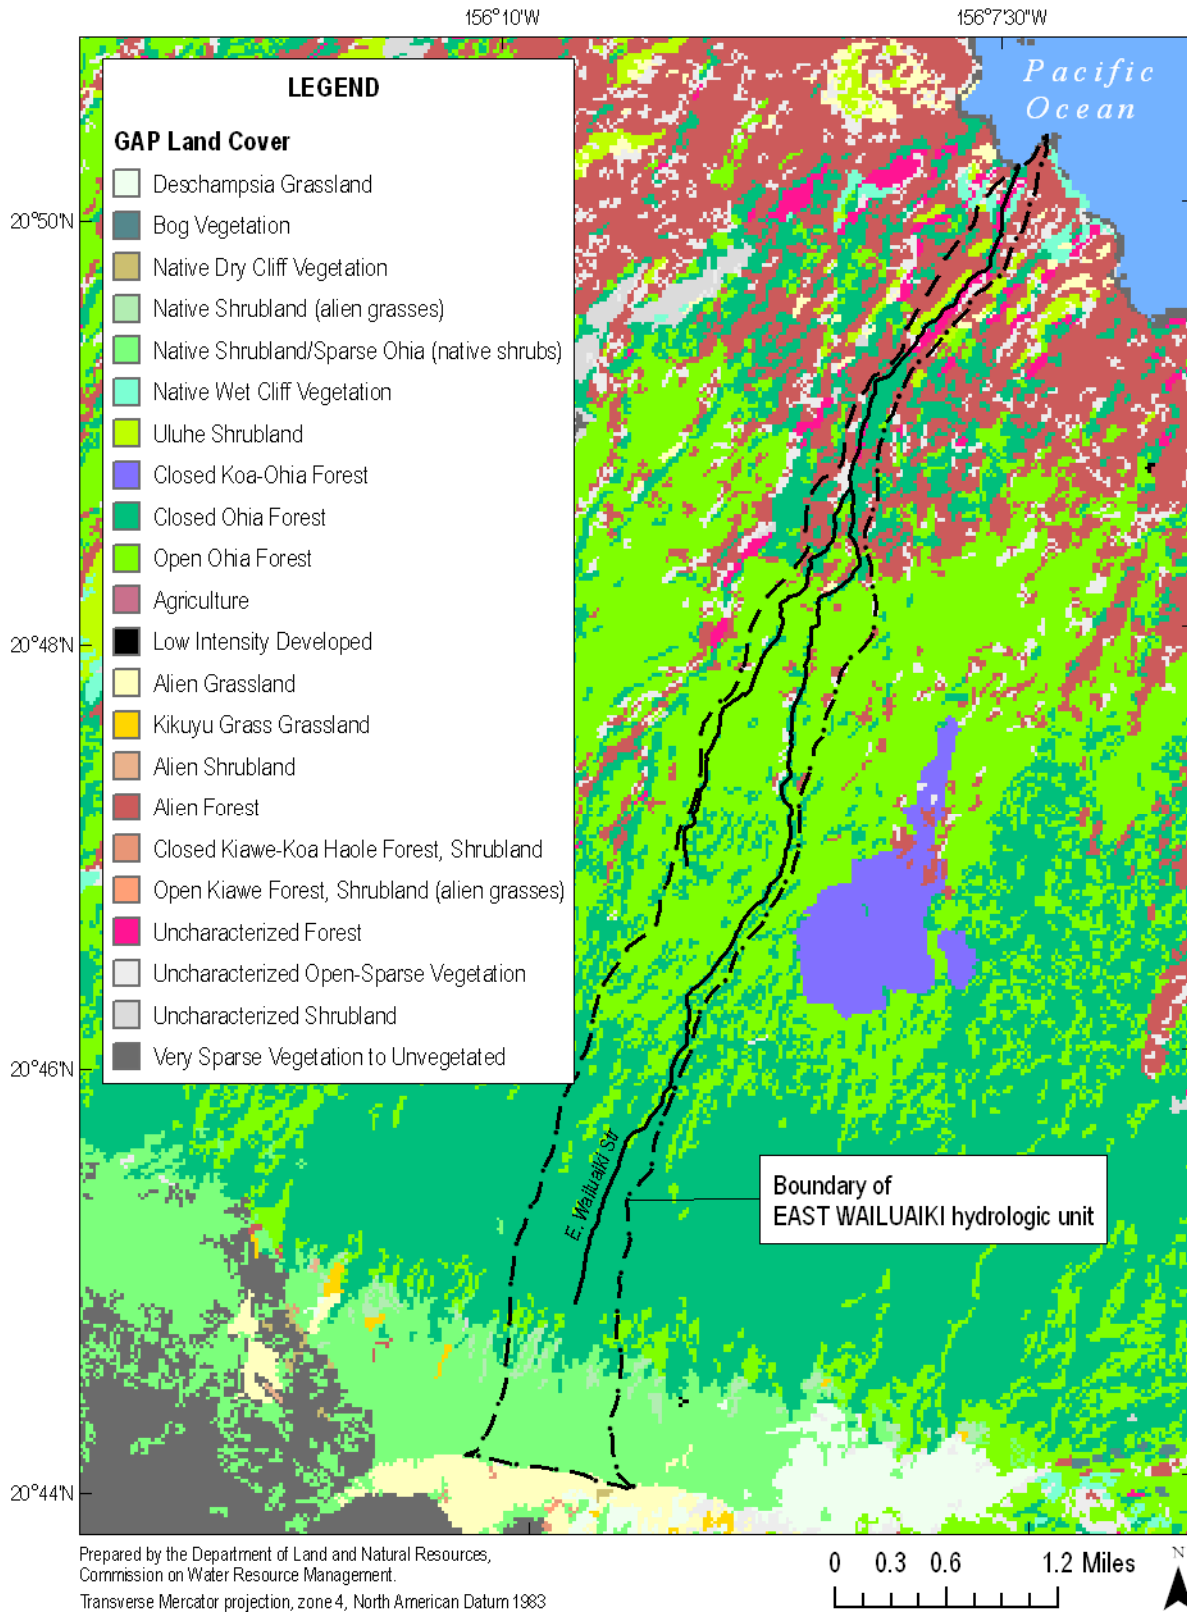 156°10'W
156°7'30"W
Pacific
Ocean
LEGEND
GAP Land Cover
Deschampsia Grassland
Bog Vegetation
Native Dry Cliff Vegetation
Native Shrubland (alien grasses)
Native Shrubland/Sparse Ohia (native shrubs)
Native Wet Cliff Vegetation
Uluhe Shrubland
Closed Koa-Ohia Forest
Closed Ohia Forest
Open Ohia Forest
Agriculture
Low Intensity Developed
Alien Grassland
Kikuyu Grass Grassland
Alien Shrubland
Alien Forest
Closed Kiawe-Koa Haole Forest, Shrubland
Open Kiawe Forest, Shrubland (alien grasses)
Uncharacterized Forest
Uncharacterized Open-Sparse Vegetation
Uncharacterized Shrubland
Very Sparse Vegetation to Unvegetated
20°50'N
20°48'N
20°46'N
20°44'N
E. Wailuaiki Str
Boundary of
EAST WAILUAIKI hydrologic unit
Prepared by the Department of Land and Natural Resources,
Commission on Water Resource Management.
Transverse Mercator projection, zone 4, North American Datum 1983
0 0.3 0.6 1.2 Miles
N